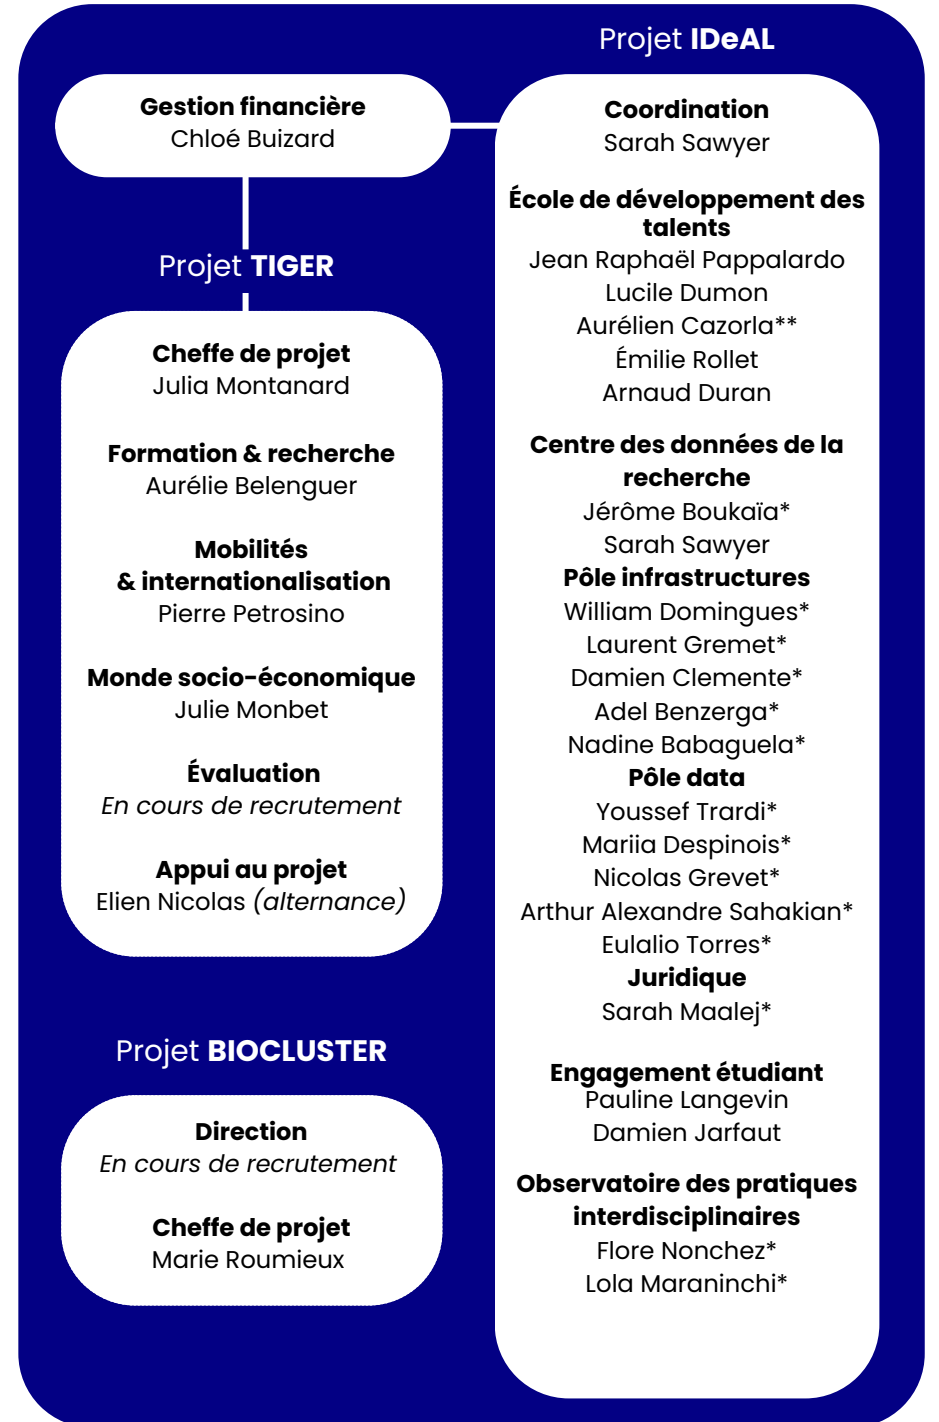 Gestion financière
Chloé Buizard
Projet TIGER
Cheffe de projet
Julia Montanard
Formation & recherche
Aurélie Belenguer
Mobilités
& internationalisation
Pierre Petrosino
Monde socio-économique
Julie Monbet
Évaluation
En cours de recrutement
Appui au projet
Elien Nicolas (alternance)
Projet BIOCLUSTER
Direction
En cours de recrutement
Cheffe de projet
Marie Roumieux
Projet IDeAL
Coordination
Sarah Sawyer
École de développement des
talents
Jean Raphaël Pappalardo
Lucile Dumon
Aurélien Cazorla**
Émilie Rollet
Arnaud Duran
Centre des données de la
recherche
Jérôme Boukaïa*
Sarah Sawyer
Pôle infrastructures
William Domingues*
Laurent Gremet*
Damien Clemente*
Adel Benzerga*
Nadine Babaguela*
Pôle data
Youssef Trardi*
Mariia Despinois*
Nicolas Grevet*
Arthur Alexandre Sahakian*
Eulalio Torres*
Juridique
Sarah Maalej*
Engagement étudiant
Pauline Langevin
Damien Jarfaut
Observatoire des pratiques
interdisciplinaires
Flore Nonchez*
Lola Maraninchi*